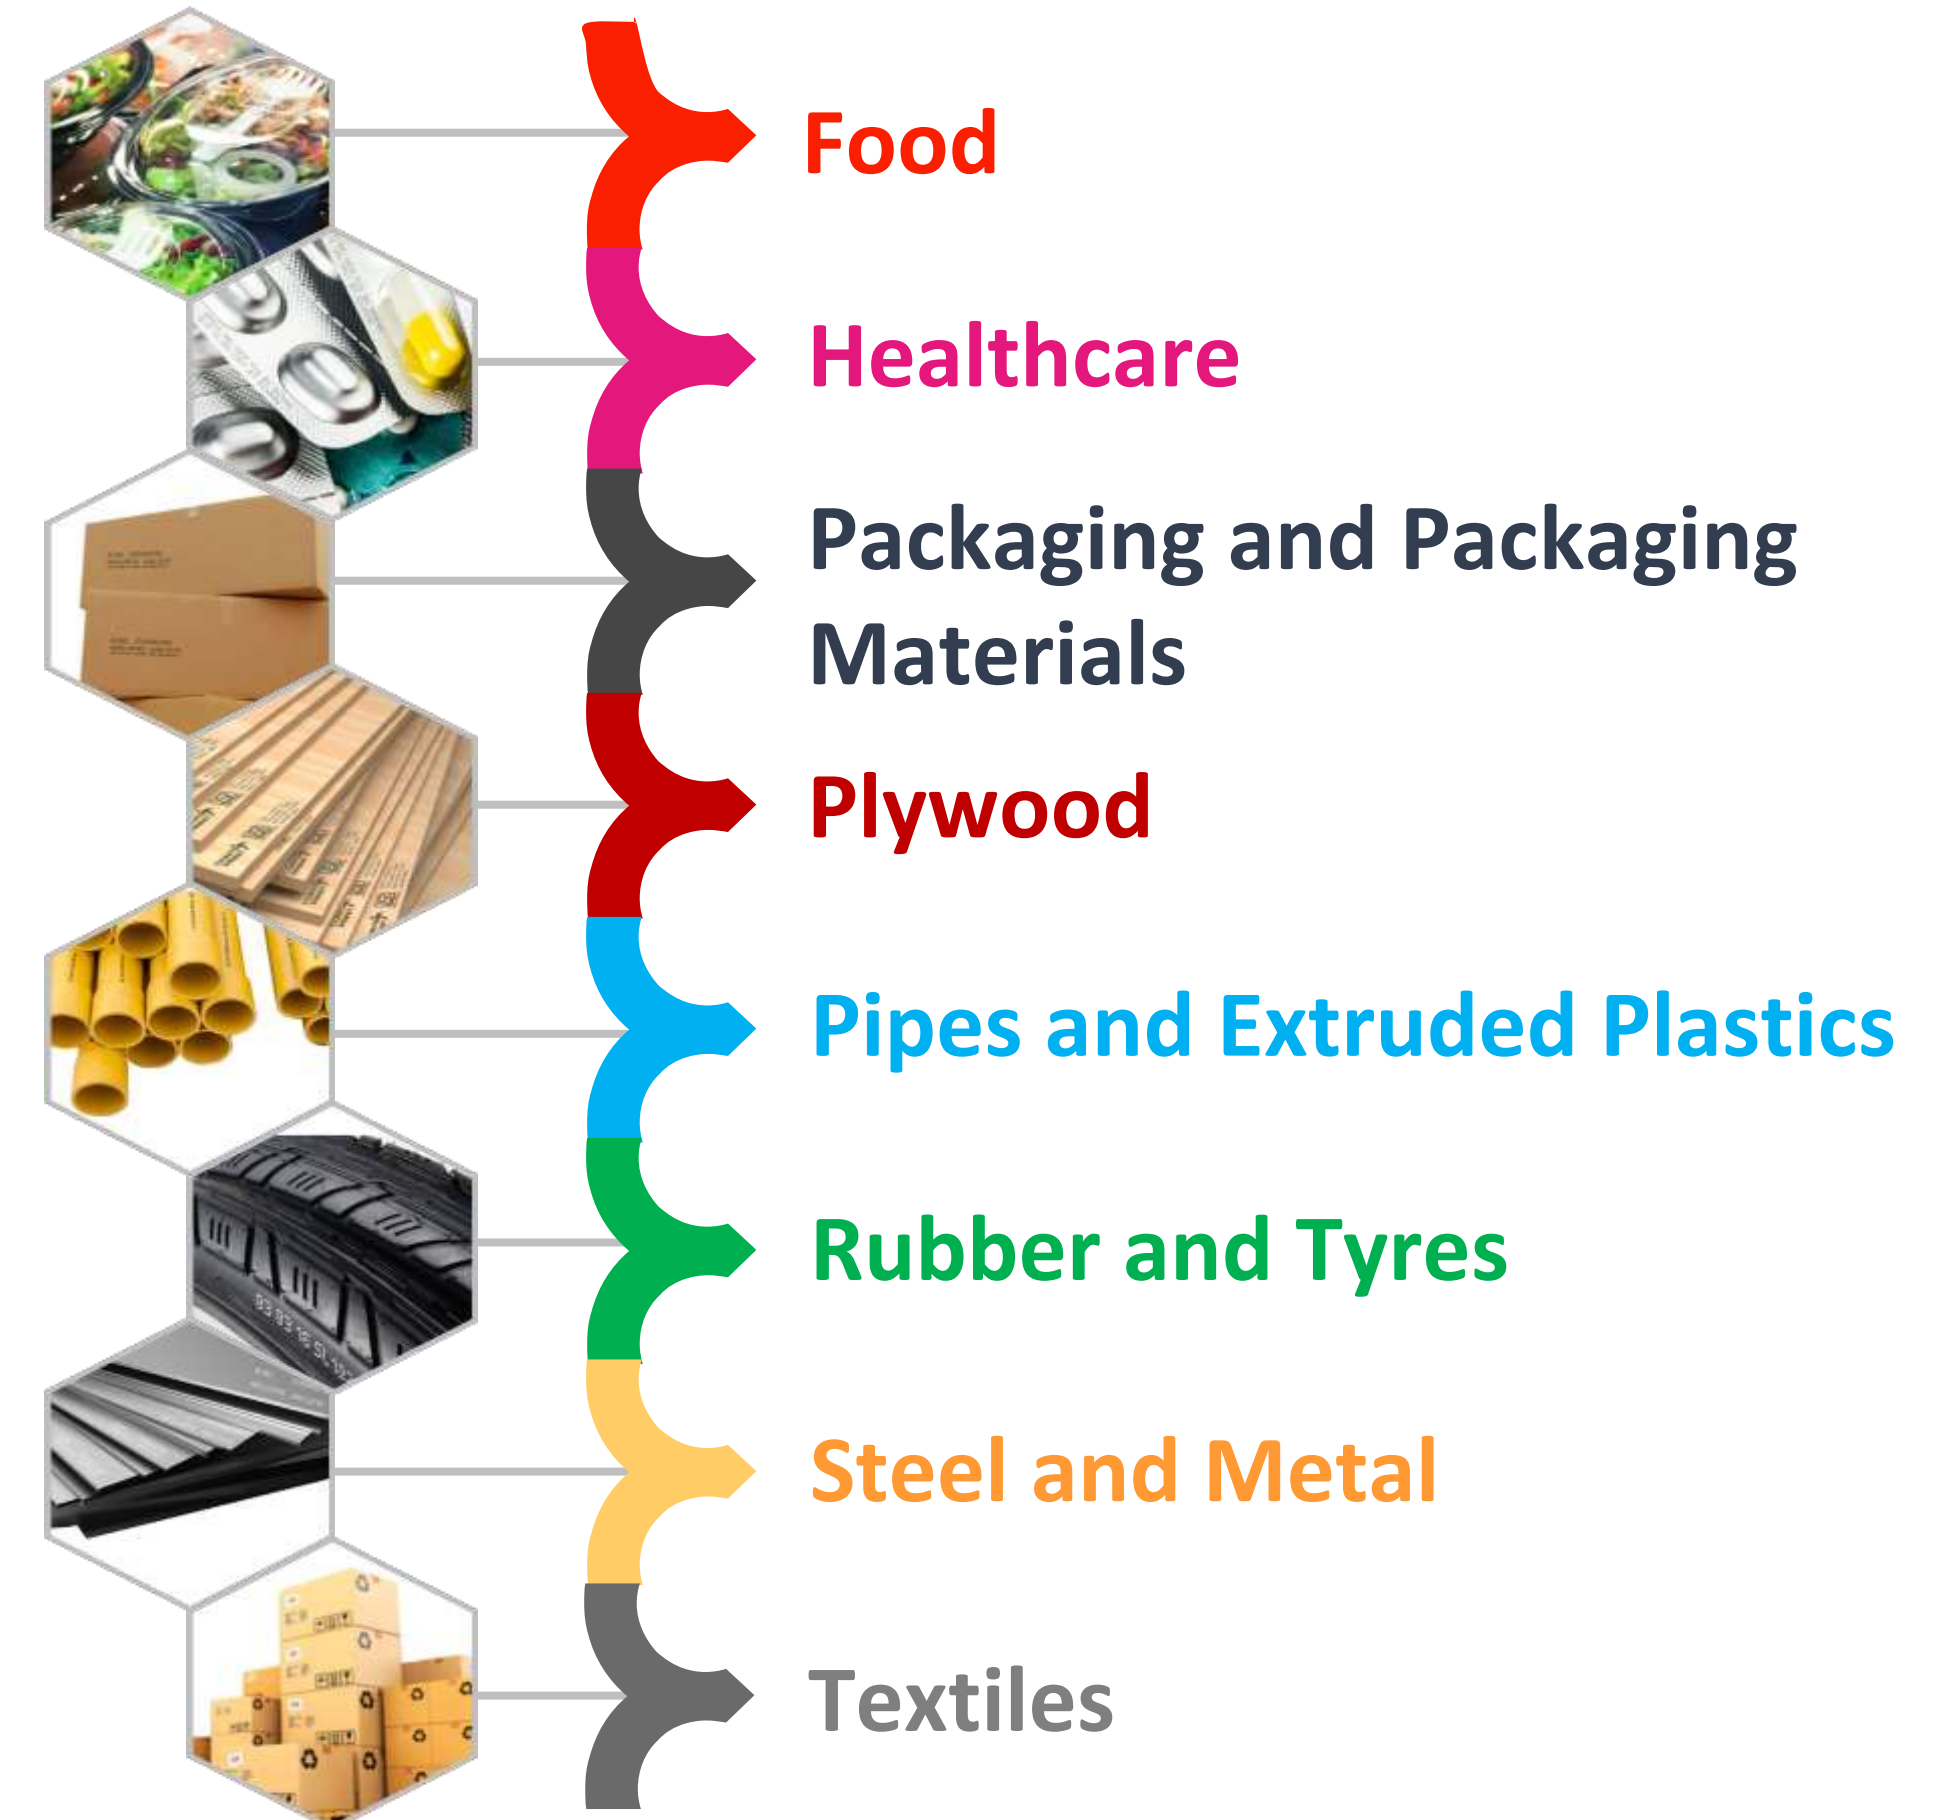 Food
Healthcare
Packaging and Packaging
Materials
Plywood
Pipes and Extruded Plastics
Rubber and Tyres
Steel and Metal
Textiles